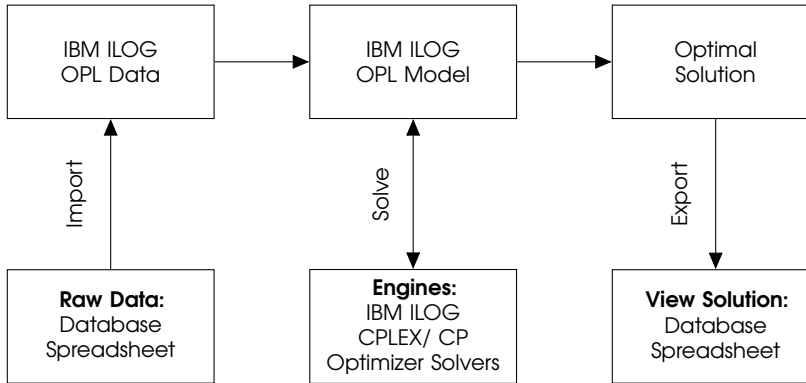 IBM ILOG
OPL Data
IBM ILOG
OPL Model
Optimal
Solution
Import
Solve
Export
Raw Data:
Database
Spreadsheet
Engines:
IBM ILOG
CPLEX/ CP
Optimizer Solvers
View Solution:
Database
Spreadsheet